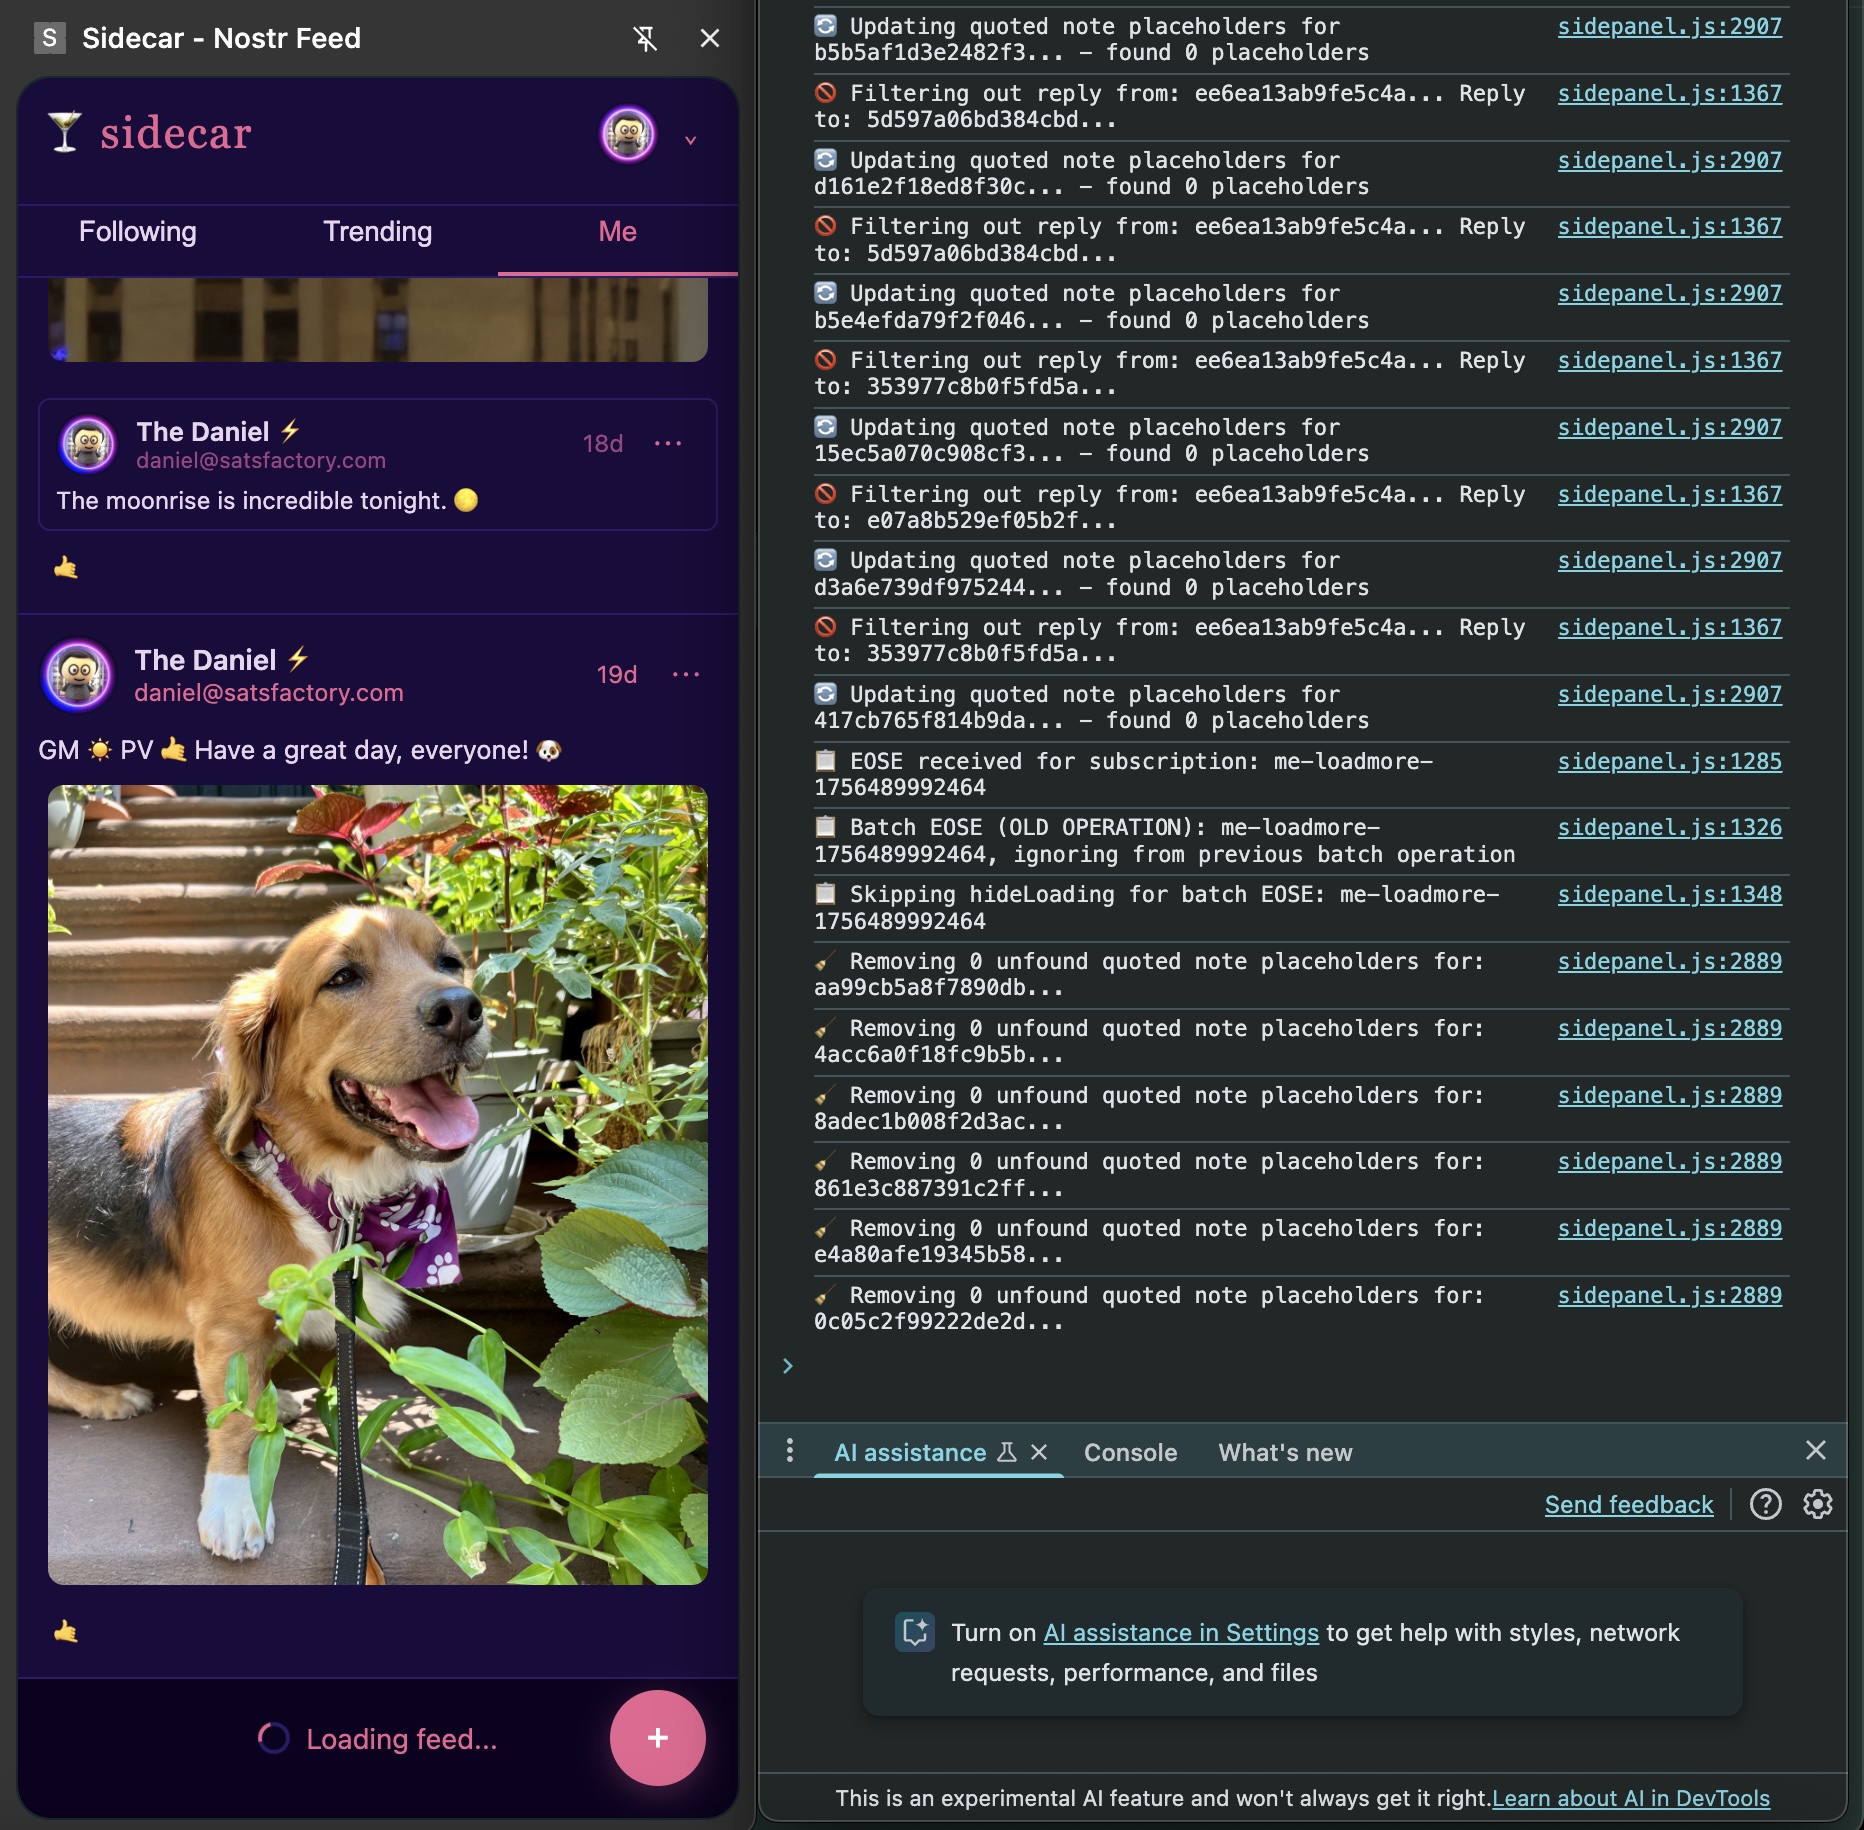 S Sidecar - Nostr Feed
🍸 sidecar
Following Trending Me
The Daniel ⚡
daniel@satsfactory.com
18d ...
The moonrise is incredible tonight. 🌕
🤙
The Daniel ⚡
daniel@satsfactory.com
19d ...
GM ☀️ PV 🤙 Have a great day, everyone! 🐶
🤙
Loading feed...
+
🔄 Updating quoted note placeholders for sidepanel.js:2907
b5b5af1d3e2482f3... – found 0 placeholders
🚫 Filtering out reply from: ee6ea13ab9fe5c4a... Reply sidepanel.js:1367
to: 5d597a06bd384cbd...
🔄 Updating quoted note placeholders for sidepanel.js:2907
d161e2f18ed8f30c... – found 0 placeholders
🚫 Filtering out reply from: ee6ea13ab9fe5c4a... Reply sidepanel.js:1367
to: 5d597a06bd384cbd...
🔄 Updating quoted note placeholders for sidepanel.js:2907
b5e4efda79f2f046... – found 0 placeholders
🚫 Filtering out reply from: ee6ea13ab9fe5c4a... Reply sidepanel.js:1367
to: 353977c8b0f5fd5a...
🔄 Updating quoted note placeholders for sidepanel.js:2907
15ec5a070c908cf3... – found 0 placeholders
🚫 Filtering out reply from: ee6ea13ab9fe5c4a... Reply sidepanel.js:1367
to: e07a8b529ef05b2f...
🔄 Updating quoted note placeholders for sidepanel.js:2907
d3a6e739df975244... – found 0 placeholders
🚫 Filtering out reply from: ee6ea13ab9fe5c4a... Reply sidepanel.js:1367
to: 353977c8b0f5fd5a...
🔄 Updating quoted note placeholders for sidepanel.js:2907
417cb765f814b9da... – found 0 placeholders
📋 EOSE received for subscription: me-loadmore- sidepanel.js:1285
1756489992464
📋 Batch EOSE (OLD OPERATION): me-loadmore- sidepanel.js:1326
1756489992464, ignoring from previous batch operation
📋 Skipping hideLoading for batch EOSE: me-loadmore- sidepanel.js:1348
1756489992464
🧹 Removing 0 unfound quoted note placeholders for: sidepanel.js:2889
aa99cb5a8f7890db...
🧹 Removing 0 unfound quoted note placeholders for: sidepanel.js:2889
4acc6a0f18fc9b5b...
🧹 Removing 0 unfound quoted note placeholders for: sidepanel.js:2889
8adec1b008f2d3ac...
🧹 Removing 0 unfound quoted note placeholders for: sidepanel.js:2889
861e3c887391c2ff...
🧹 Removing 0 unfound quoted note placeholders for: sidepanel.js:2889
e4a80afe19345b58...
🧹 Removing 0 unfound quoted note placeholders for: sidepanel.js:2889
0c05c2f99222de2d...
AI assistance Console What's new
Send feedback
Turn on AI assistance in Settings to get help with styles, network
requests, performance, and files
This is an experimental AI feature and won't always get it right. Learn about AI in DevTools